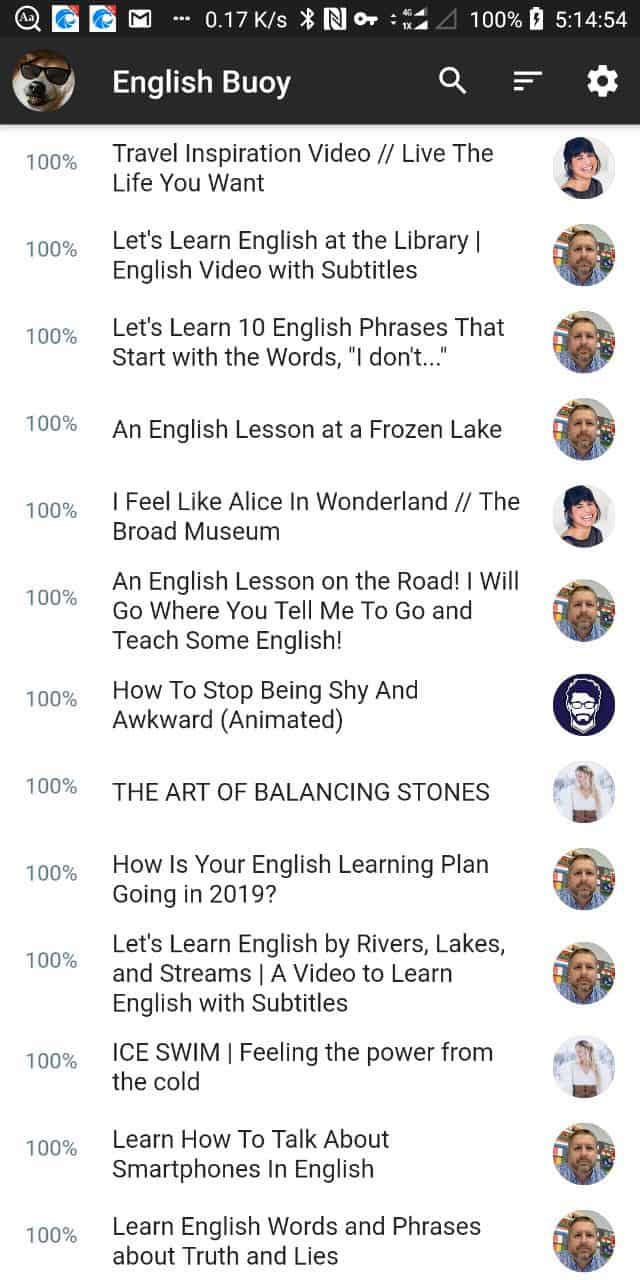 Aa 0.17 K/s 4G 1X 100% 5:14:54
English Buoy
100% Travel Inspiration Video // Live The
Life You Want
100% Let's Learn English at the Library |
English Video with Subtitles
100% Let's Learn 10 English Phrases That
Start with the Words, "I don't..."
100% An English Lesson at a Frozen Lake
100% I Feel Like Alice In Wonderland // The
Broad Museum
100% An English Lesson on the Road! I Will
Go Where You Tell Me To Go and
Teach Some English!
100% How To Stop Being Shy And
Awkward (Animated)
100% THE ART OF BALANCING STONES
100% How Is Your English Learning Plan
Going in 2019?
100% Let's Learn English by Rivers, Lakes,
and Streams | A Video to Learn
English with Subtitles
100% ICE SWIM | Feeling the power from
the cold
100% Learn How To Talk About
Smartphones In English
100% Learn English Words and Phrases
about Truth and Lies